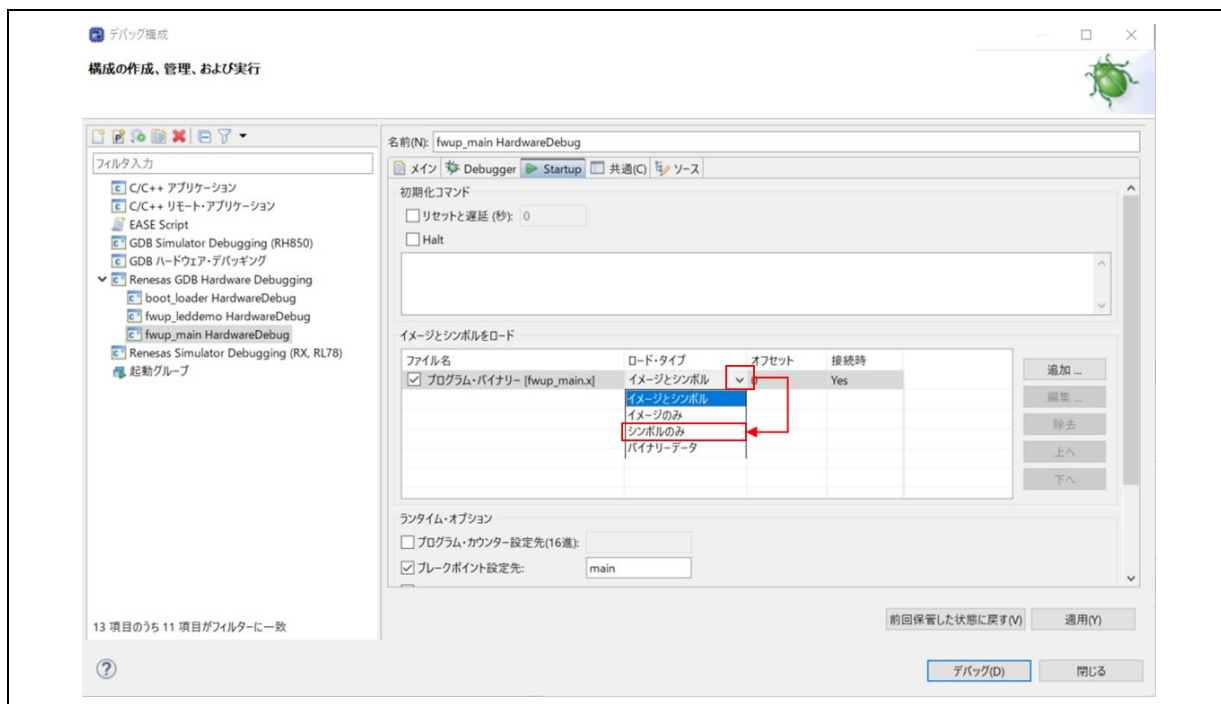 デバッグ構成
構成の作成、管理、および実行
フィルタ入力
C/C++ アプリケーション
C/C++ リモート・アプリケーション
EASE Script
GDB Simulator Debugging (RH850)
GDB ハードウェア・デバッギング
Renesas GDB Hardware Debugging
boot_loader HardwareDebug
fwup_leddemo HardwareDebug
fwup_main HardwareDebug
Renesas Simulator Debugging (RX, RL78)
起動グループ
13 項目のうち 11 項目がフィルターに一致
名前(N): fwup_main HardwareDebug
メイン Debugger Startup 共通(C) ソース
初期化コマンド
リセットと遅延 (秒): 0
Halt
イメージとシンボルをロード
ファイル名 ロード・タイプ オフセット 接続時
プログラム・バイナリー [fwup_main.x] イメージとシンボル 0 Yes
イメージとシンボル
イメージのみ
シンボルのみ
バイナリーデータ
追加 ...
編集 ...
除去
上へ
下へ
ランタイム・オプション
プログラム・カウンター設定先(16進):
ブレークポイント設定先: main
前回保管した状態に戻す(V) 適用(Y)
デバッグ(D) 閉じる